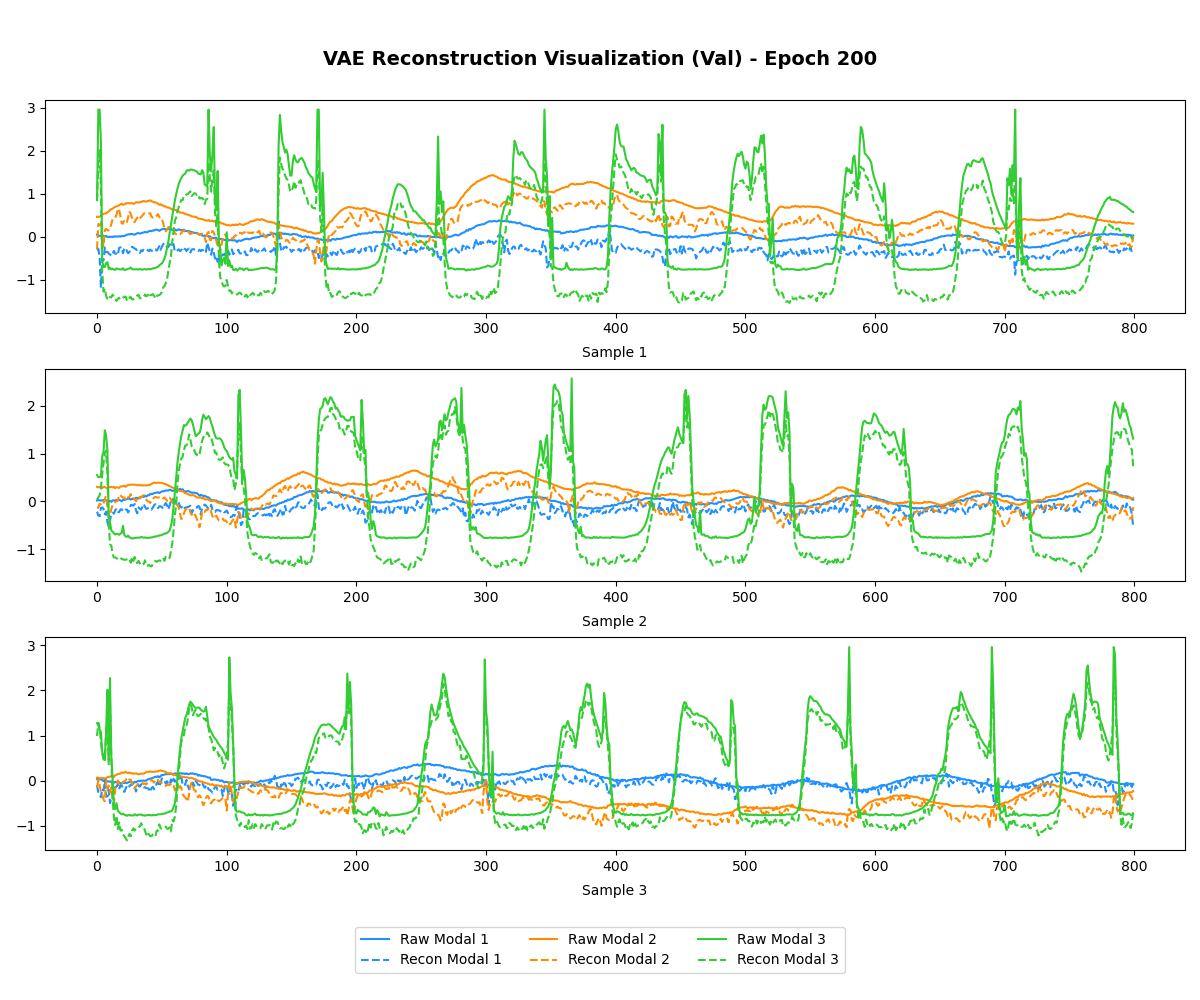 VAE Reconstruction Visualization (Val) - Epoch 200
3
2
1
0
−1
0 100 200 300 400 500 600 700 800
Sample 1
2
1
0
−1
0 100 200 300 400 500 600 700 800
Sample 2
3
2
1
0
−1
0 100 200 300 400 500 600 700 800
Sample 3
Raw Modal 1 Raw Modal 2 Raw Modal 3
Recon Modal 1 Recon Modal 2 Recon Modal 3